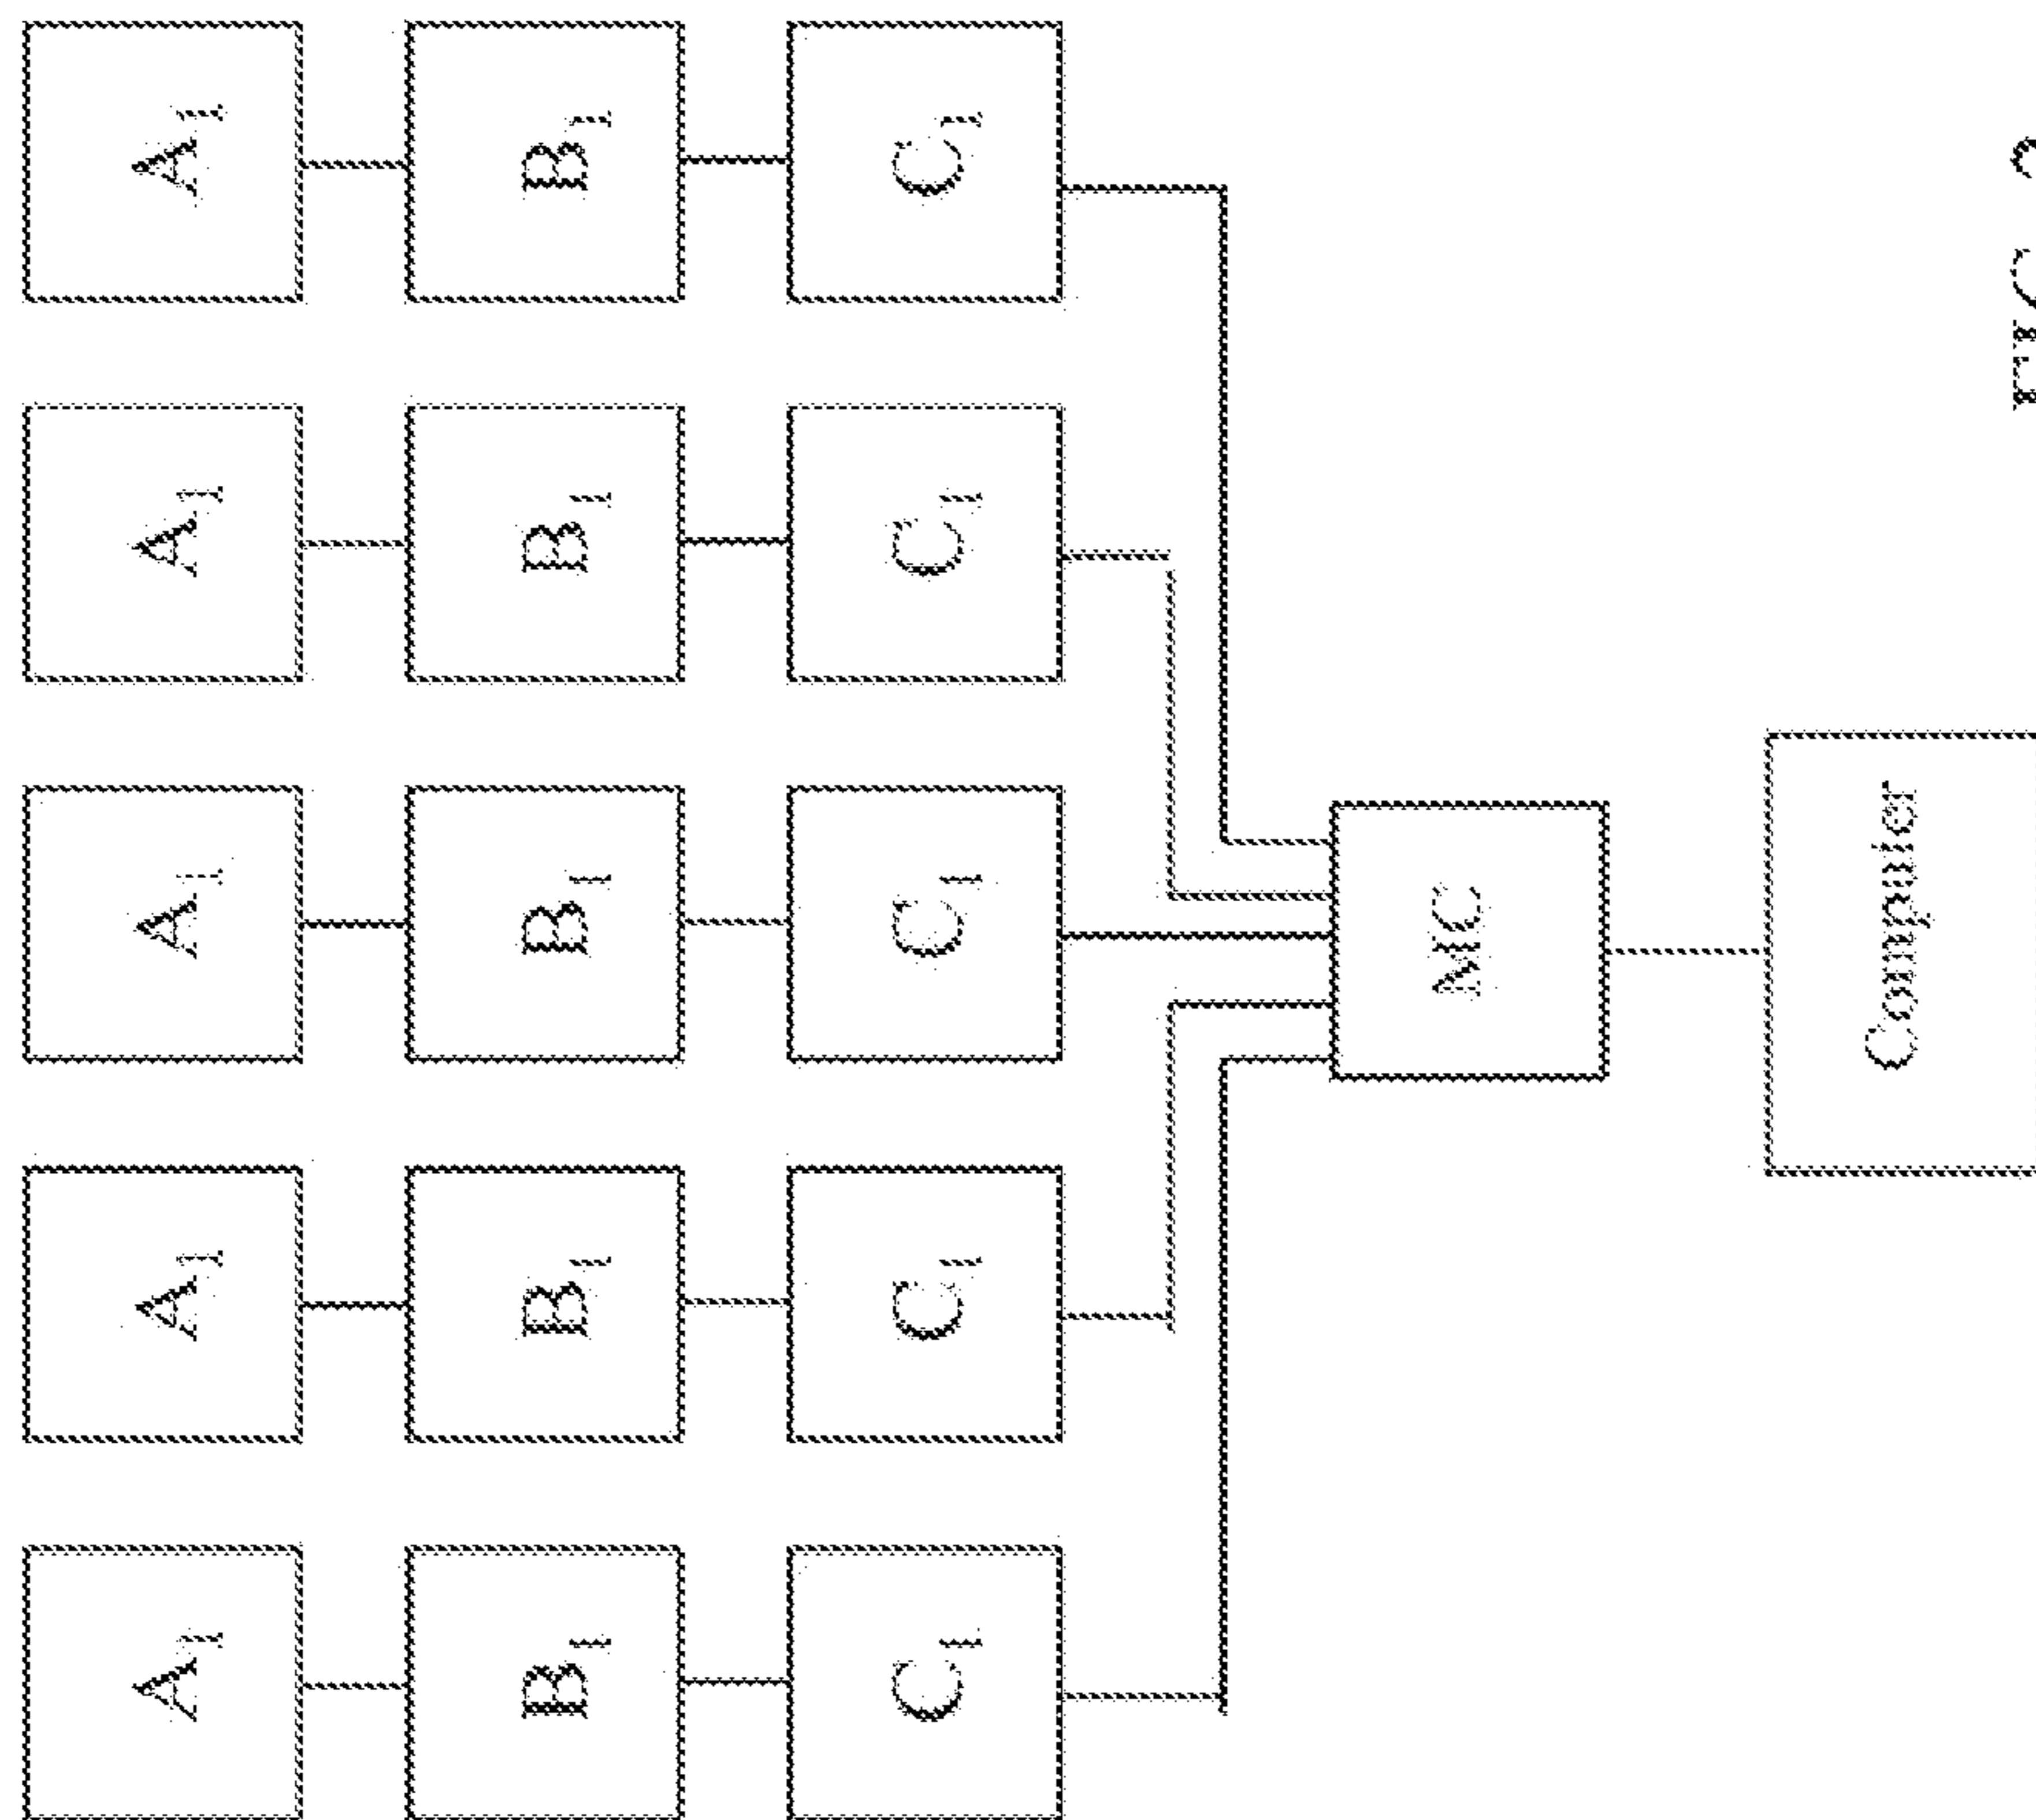 A₁ A₁ A₁ A₁ A₁
B₁ B₁ B₁ B₁ B₁
C₁ C₁ C₁ C₁ C₁
MC
Computer